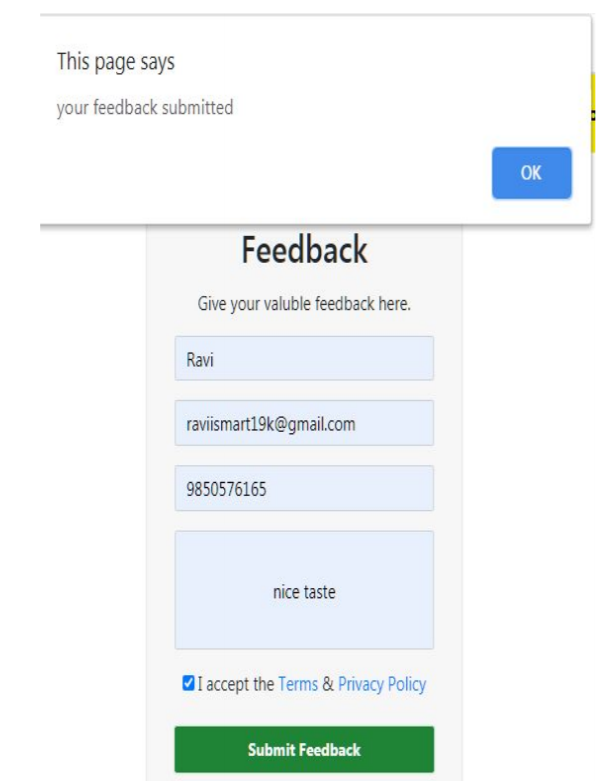 This page says
your feedback submitted
OK
Feedback
Give your valuble feedback here.
Ravi
raviismart19k@gmail.com
9850576165
nice taste
I accept the Terms & Privacy Policy
Submit Feedback